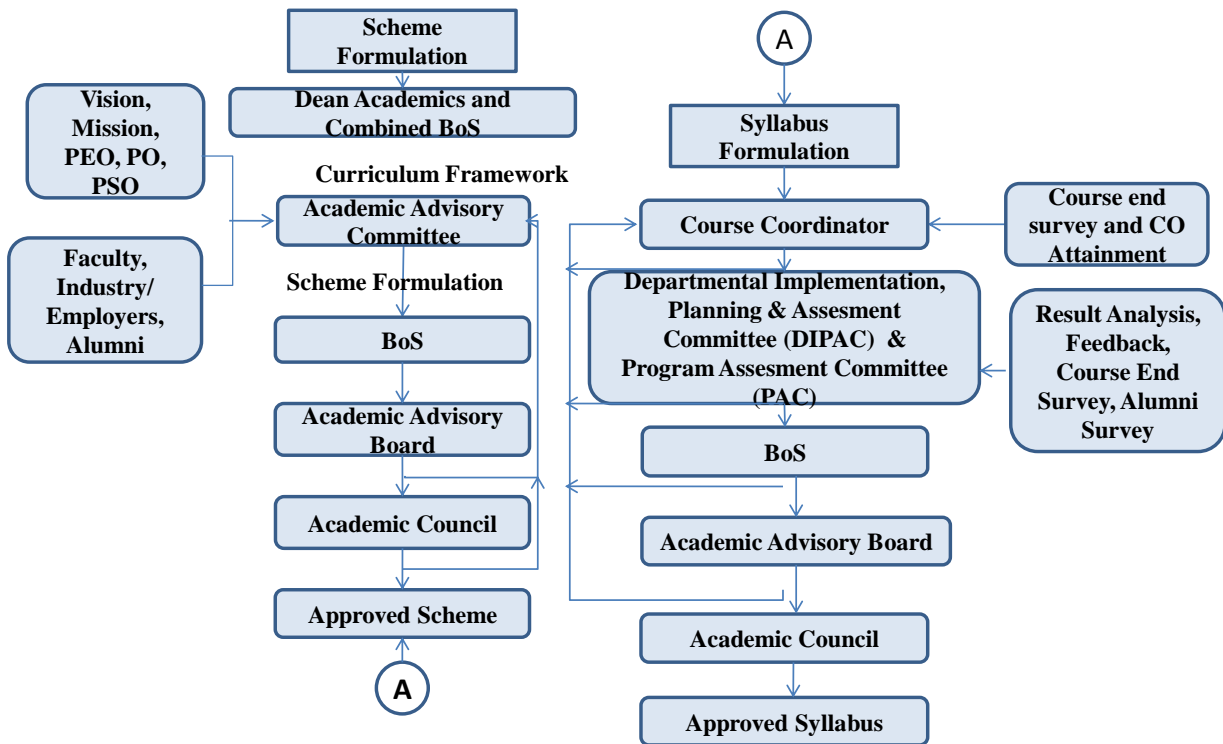 Scheme
Formulation
Dean Academics and
Combined BoS
Vision,
Mission,
PEO, PO,
PSO
Curriculum Framework
Academic Advisory
Committee
Faculty,
Industry/
Employers,
Alumni
Scheme Formulation
BoS
Academic Advisory
Board
Academic Council
Approved Scheme
A
A
Syllabus
Formulation
Course Coordinator
Course end
survey and CO
Attainment
Departmental Implementation,
Planning & Assesment
Committee (DIPAC) &
Program Assesment Committee
(PAC)
Result Analysis,
Feedback,
Course End
Survey, Alumni
Survey
BoS
Academic Advisory Board
Academic Council
Approved Syllabus